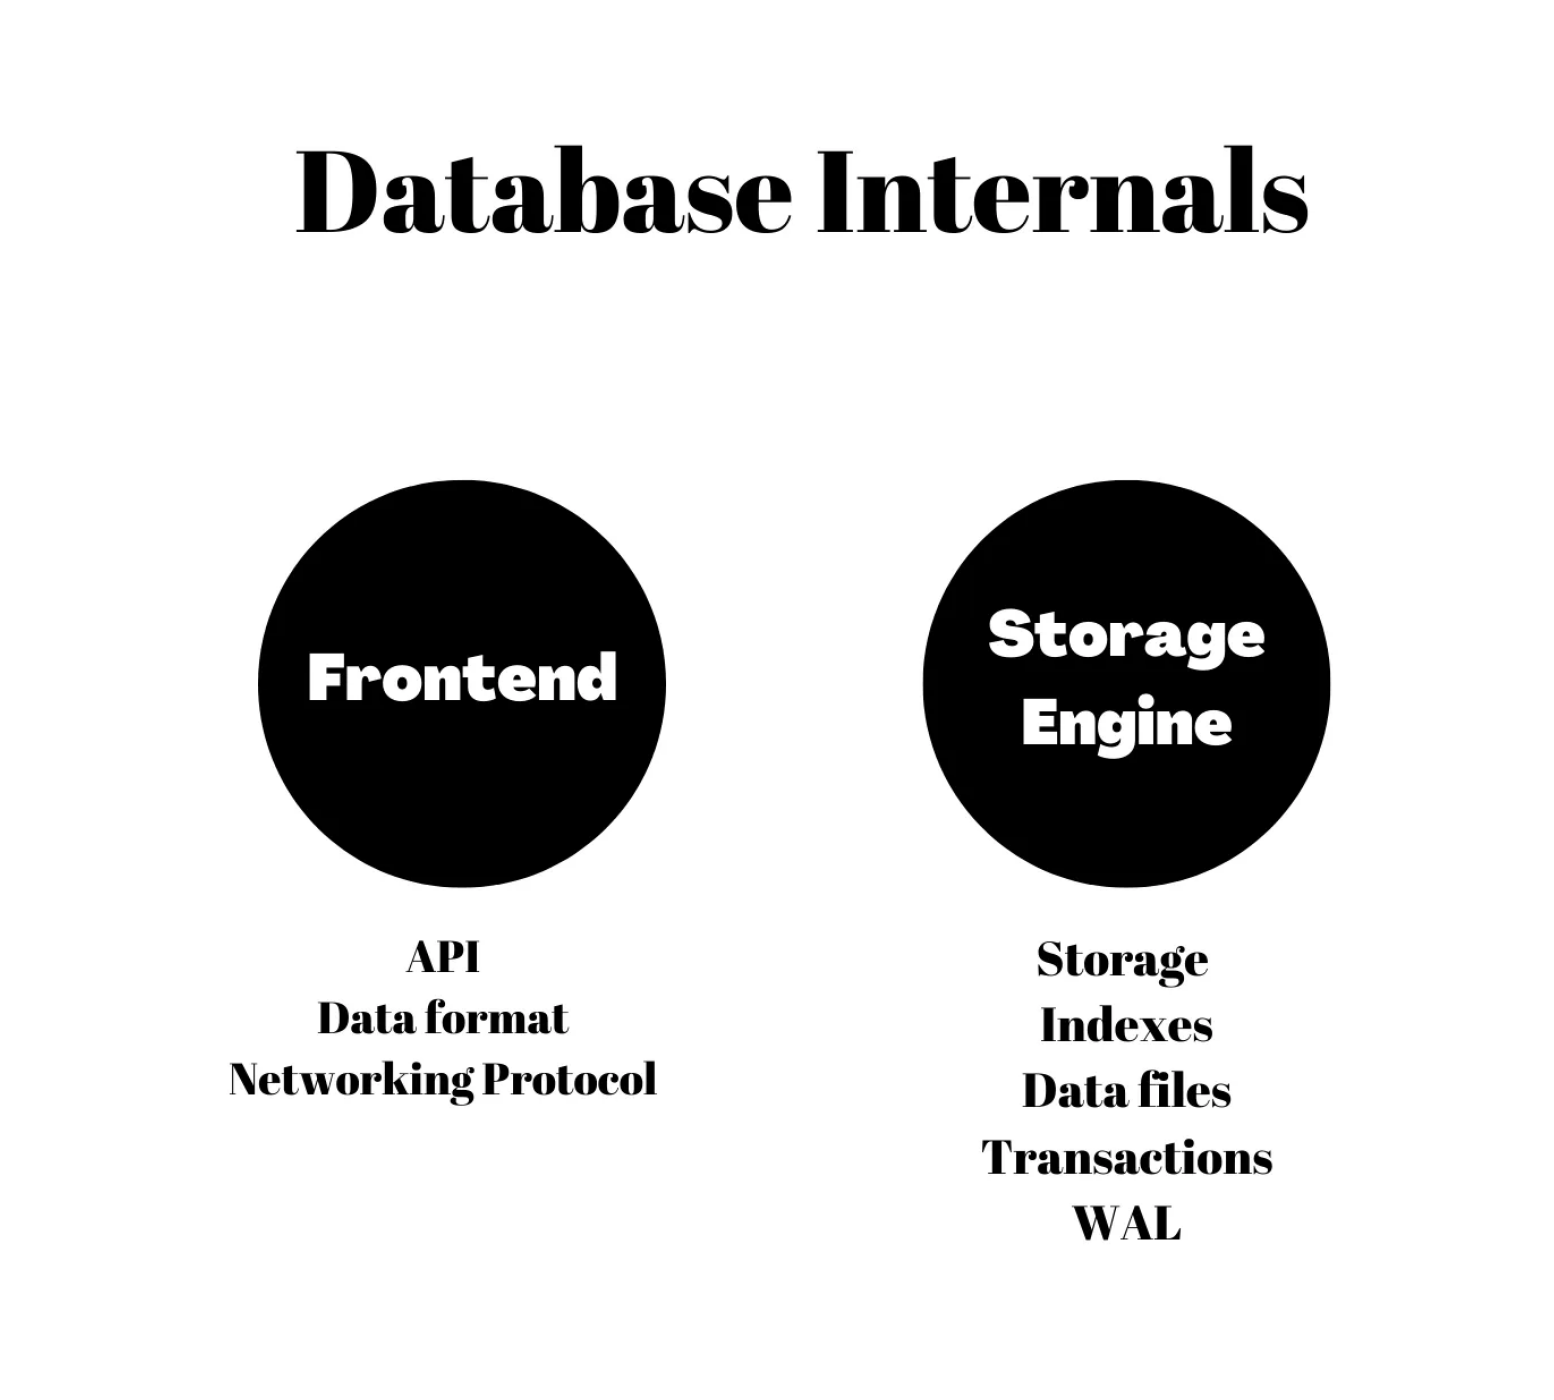 Database Internals
Frontend
API
Data format
Networking Protocol
Storage
Engine
Storage
Indexes
Data files
Transactions
WAL